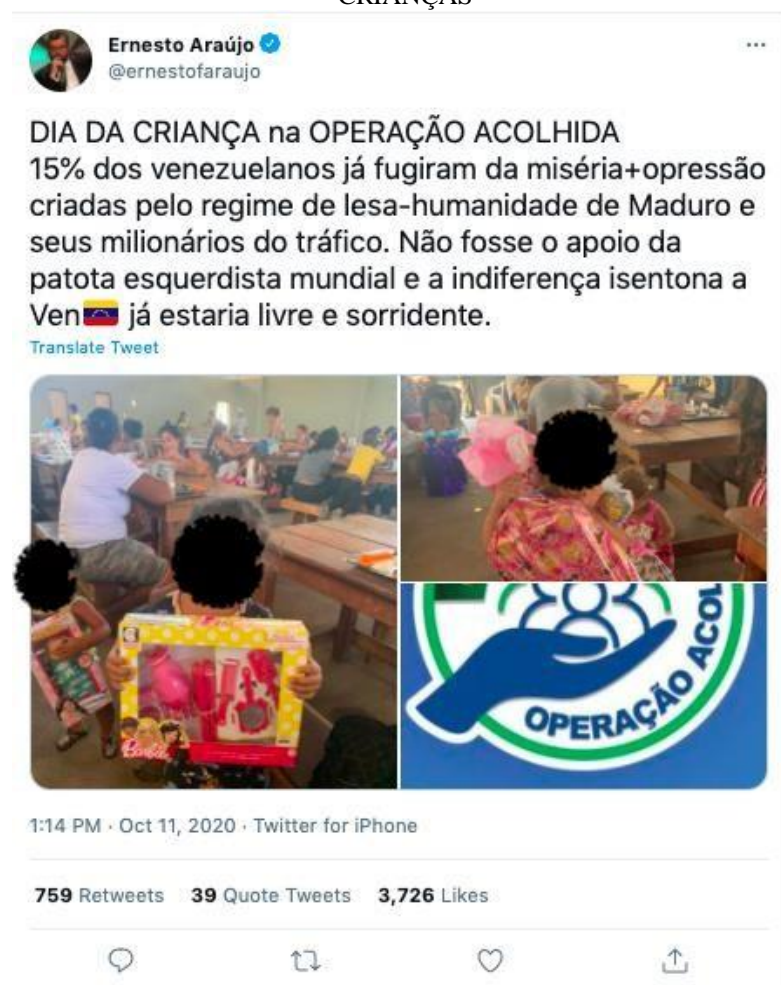 CRIANÇAS
Ernesto Araújo
@ernestofaraujo
DIA DA CRIANÇA na OPERAÇÃO ACOLHIDA
15% dos venezuelanos já fugiram da miséria+opressão
criadas pelo regime de lesa-humanidade de Maduro e
seus milionários do tráfico. Não fosse o apoio da
patota esquerdista mundial e a indiferença isentona a
Ven🇻🇪 já estaria livre e sorridente.
Translate Tweet
Barbie
OPERAÇÃO ACOL
1:14 PM · Oct 11, 2020 · Twitter for iPhone
759 Retweets 39 Quote Tweets 3,726 Likes